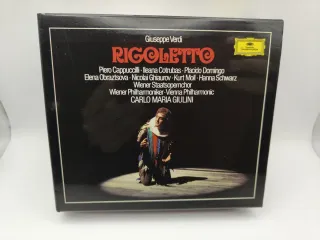 Giuseppe Verdi
RIGOLETTO
Piero Cappuccilli · Ileana Cotrubas · Placido Domingo
Elena Obraztsova · Nicolai Ghiaurov · Kurt Moll · Hanna Schwarz
Wiener Staatsopernchor
Wiener Philharmoniker · Vienna Philharmonic
CARLO MARIA GIULINI